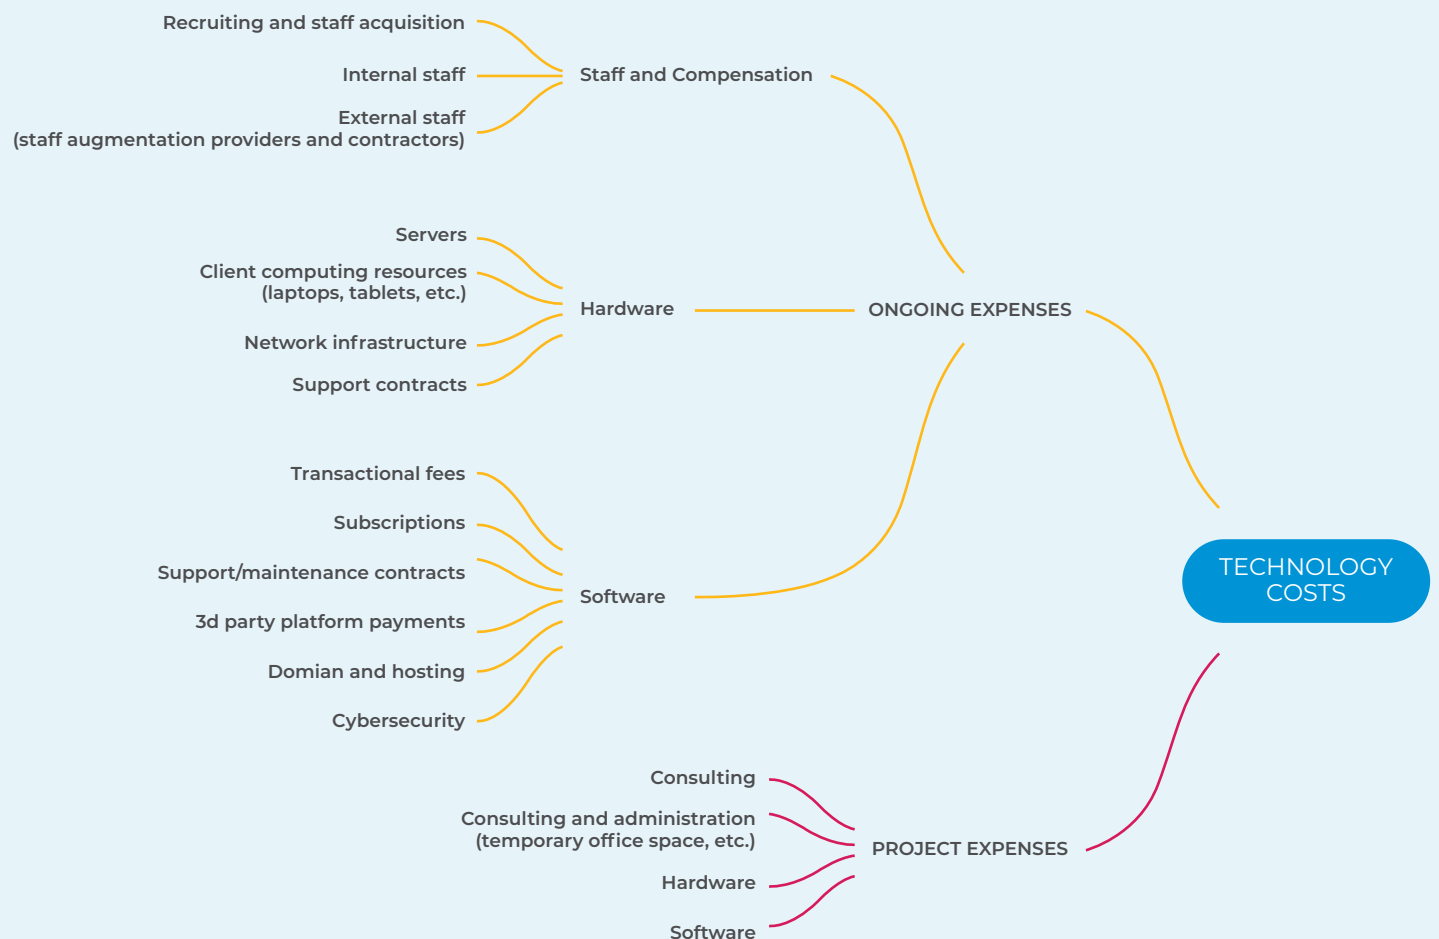 Recruiting and staff acquisition
Internal staff
External staff
(staff augmentation providers and contractors)
Staff and Compensation
Servers
Client computing resources
(laptops, tablets, etc.)
Network infrastructure
Support contracts
Hardware
ONGOING EXPENSES
Transactional fees
Subscriptions
Support/maintenance contracts
3d party platform payments
Domian and hosting
Cybersecurity
Software
TECHNOLOGY
COSTS
Consulting
Consulting and administration
(temporary office space, etc.)
Hardware
Software
PROJECT EXPENSES